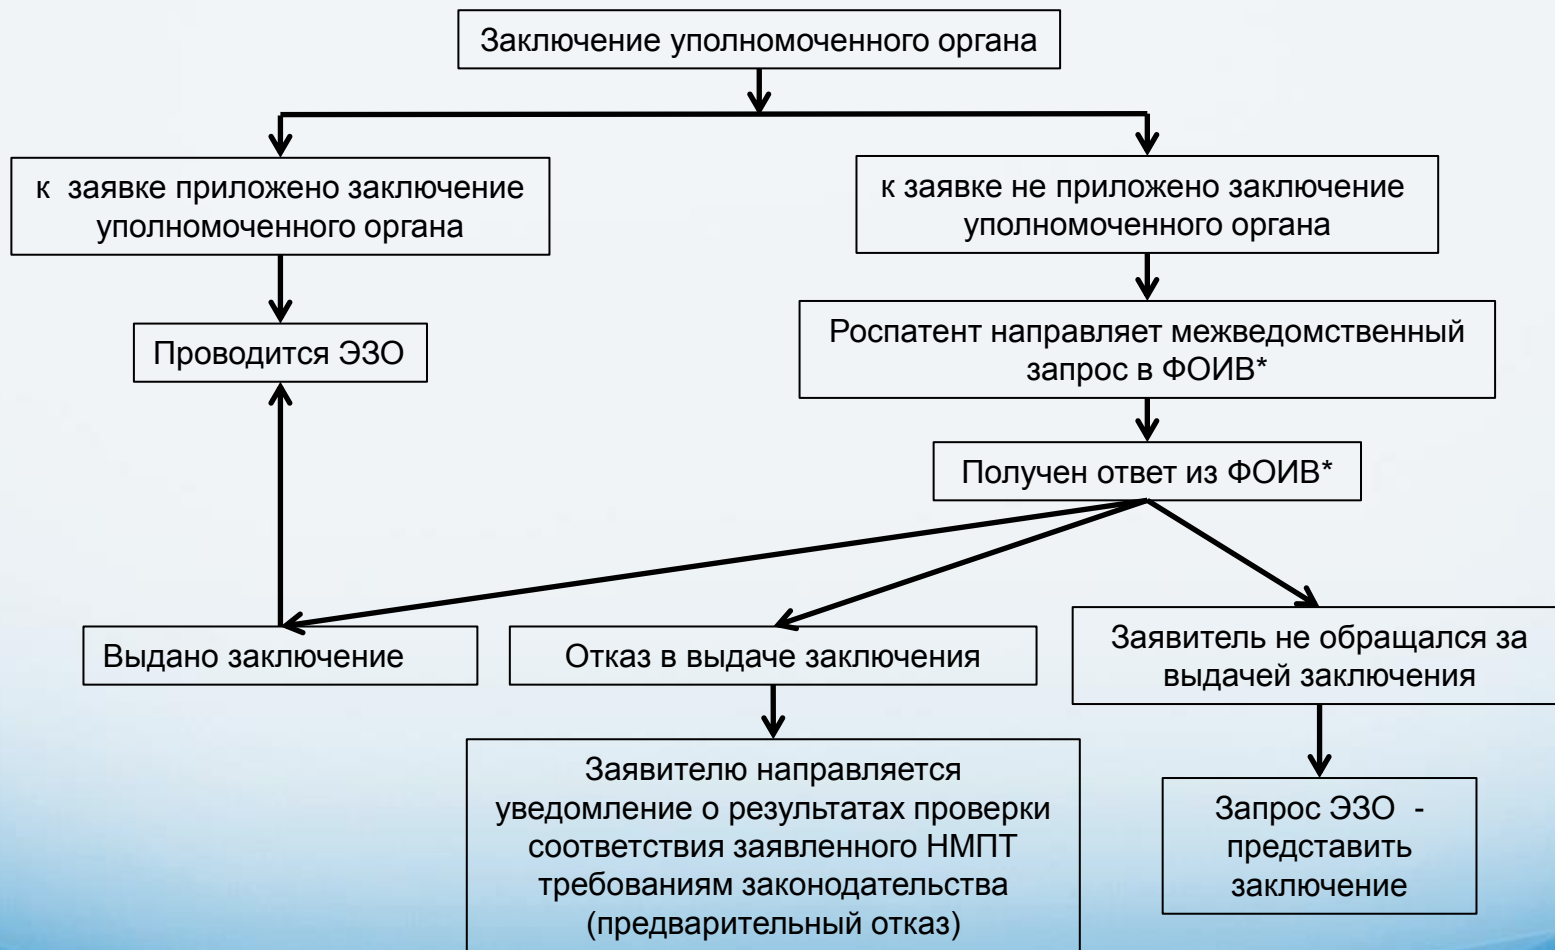 Заключение уполномоченного органа
к заявке приложено заключение
уполномоченного органа
к заявке не приложено заключение
уполномоченного органа
Проводится ЭЗО
Роспатент направляет межведомственный
запрос в ФОИВ*
Получен ответ из ФОИВ*
Выдано заключение
Отказ в выдаче заключения
Заявитель не обращался за
выдачей заключения
Заявителю направляется
уведомление о результатах проверки
соответствия заявленного НМПТ
требованиям законодательства
(предварительный отказ)
Запрос ЭЗО -
представить
заключение